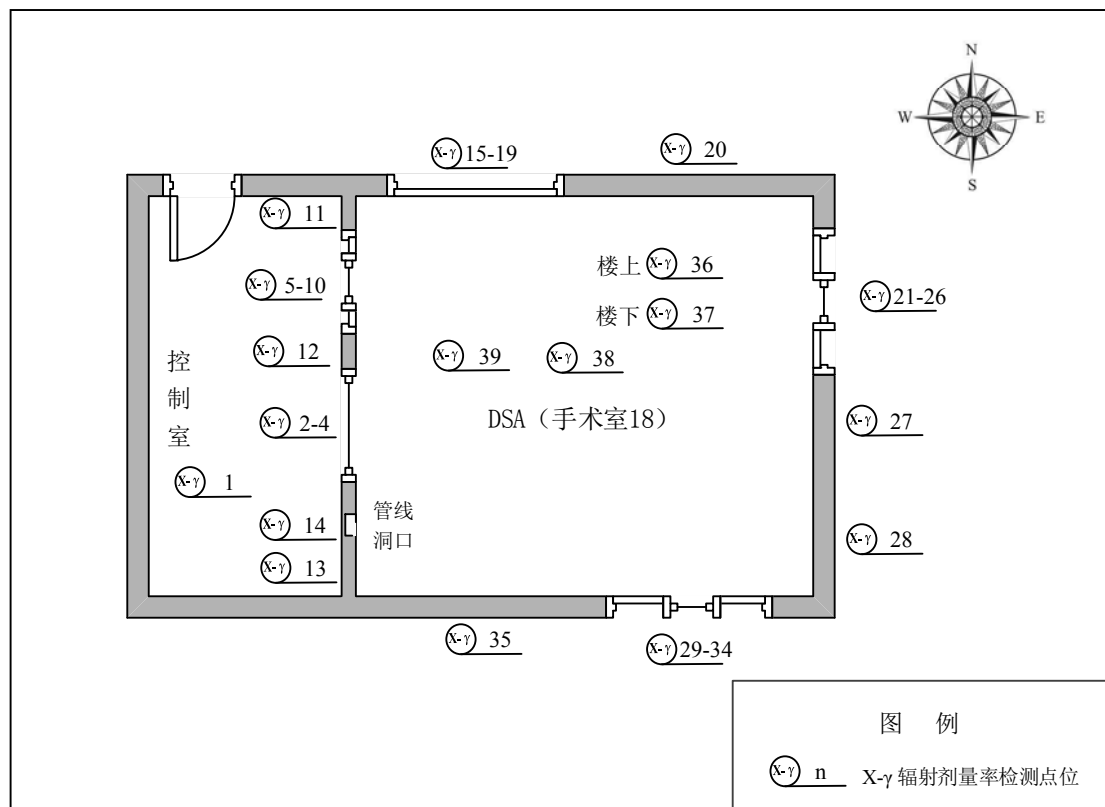 N
W
E
S
X-γ 15-19
X-γ 20
X-γ 11
楼上 X-γ 36
X-γ 5-10
X-γ 21-26
楼下 X-γ 37
X-γ 12
X-γ 39
X-γ 38
控制室
X-γ 2-4
DSA（手术室18）
X-γ 27
X-γ 1
管线
洞口
X-γ 14
X-γ 28
X-γ 13
X-γ 35
X-γ 29-34
图 例
X-γ n X-γ 辐射剂量率检测点位